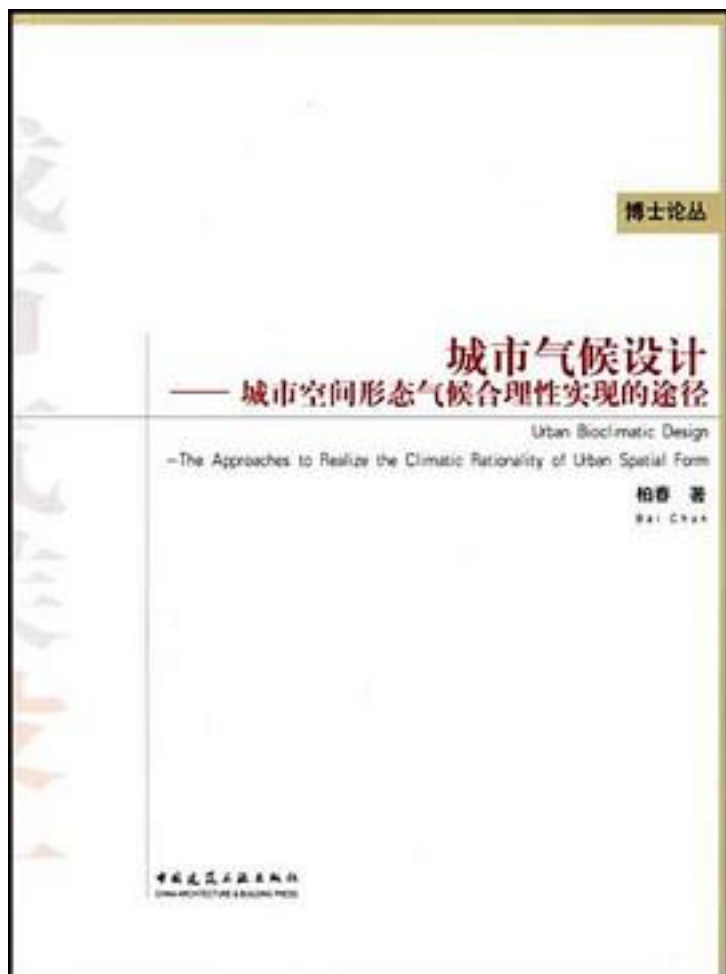 博士论丛
城市气候设计
—— 城市空间形态气候合理性实现的途径
Urban Bioclimatic Design
—The Approaches to Realize the Climatic Rationality of Urban Spatial Form
柏春 著
Bai Chun
中国建筑工业出版社
CHINA ARCHITECTURE & BUILDING PRESS